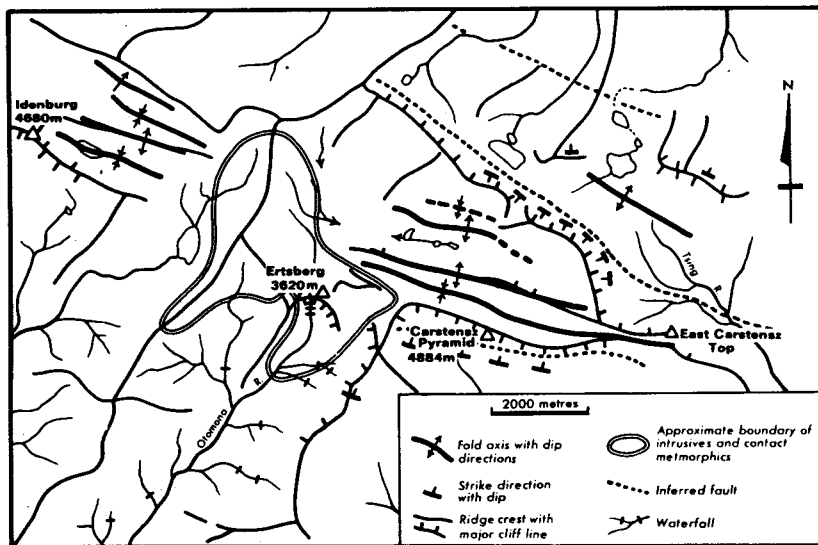 N
Idenburg
4680m
Ertsberg
3620m
Tsing R.
Carstensz
Pyramid
4884m
East Carstensz
Top
Otomona R.
2000 metres
Fold axis with dip
directions
Strike direction
with dip
Ridge crest with
major cliff line
Approximate boundary of
intrusives and contact
metmorphics
Inferred fault
Waterfall